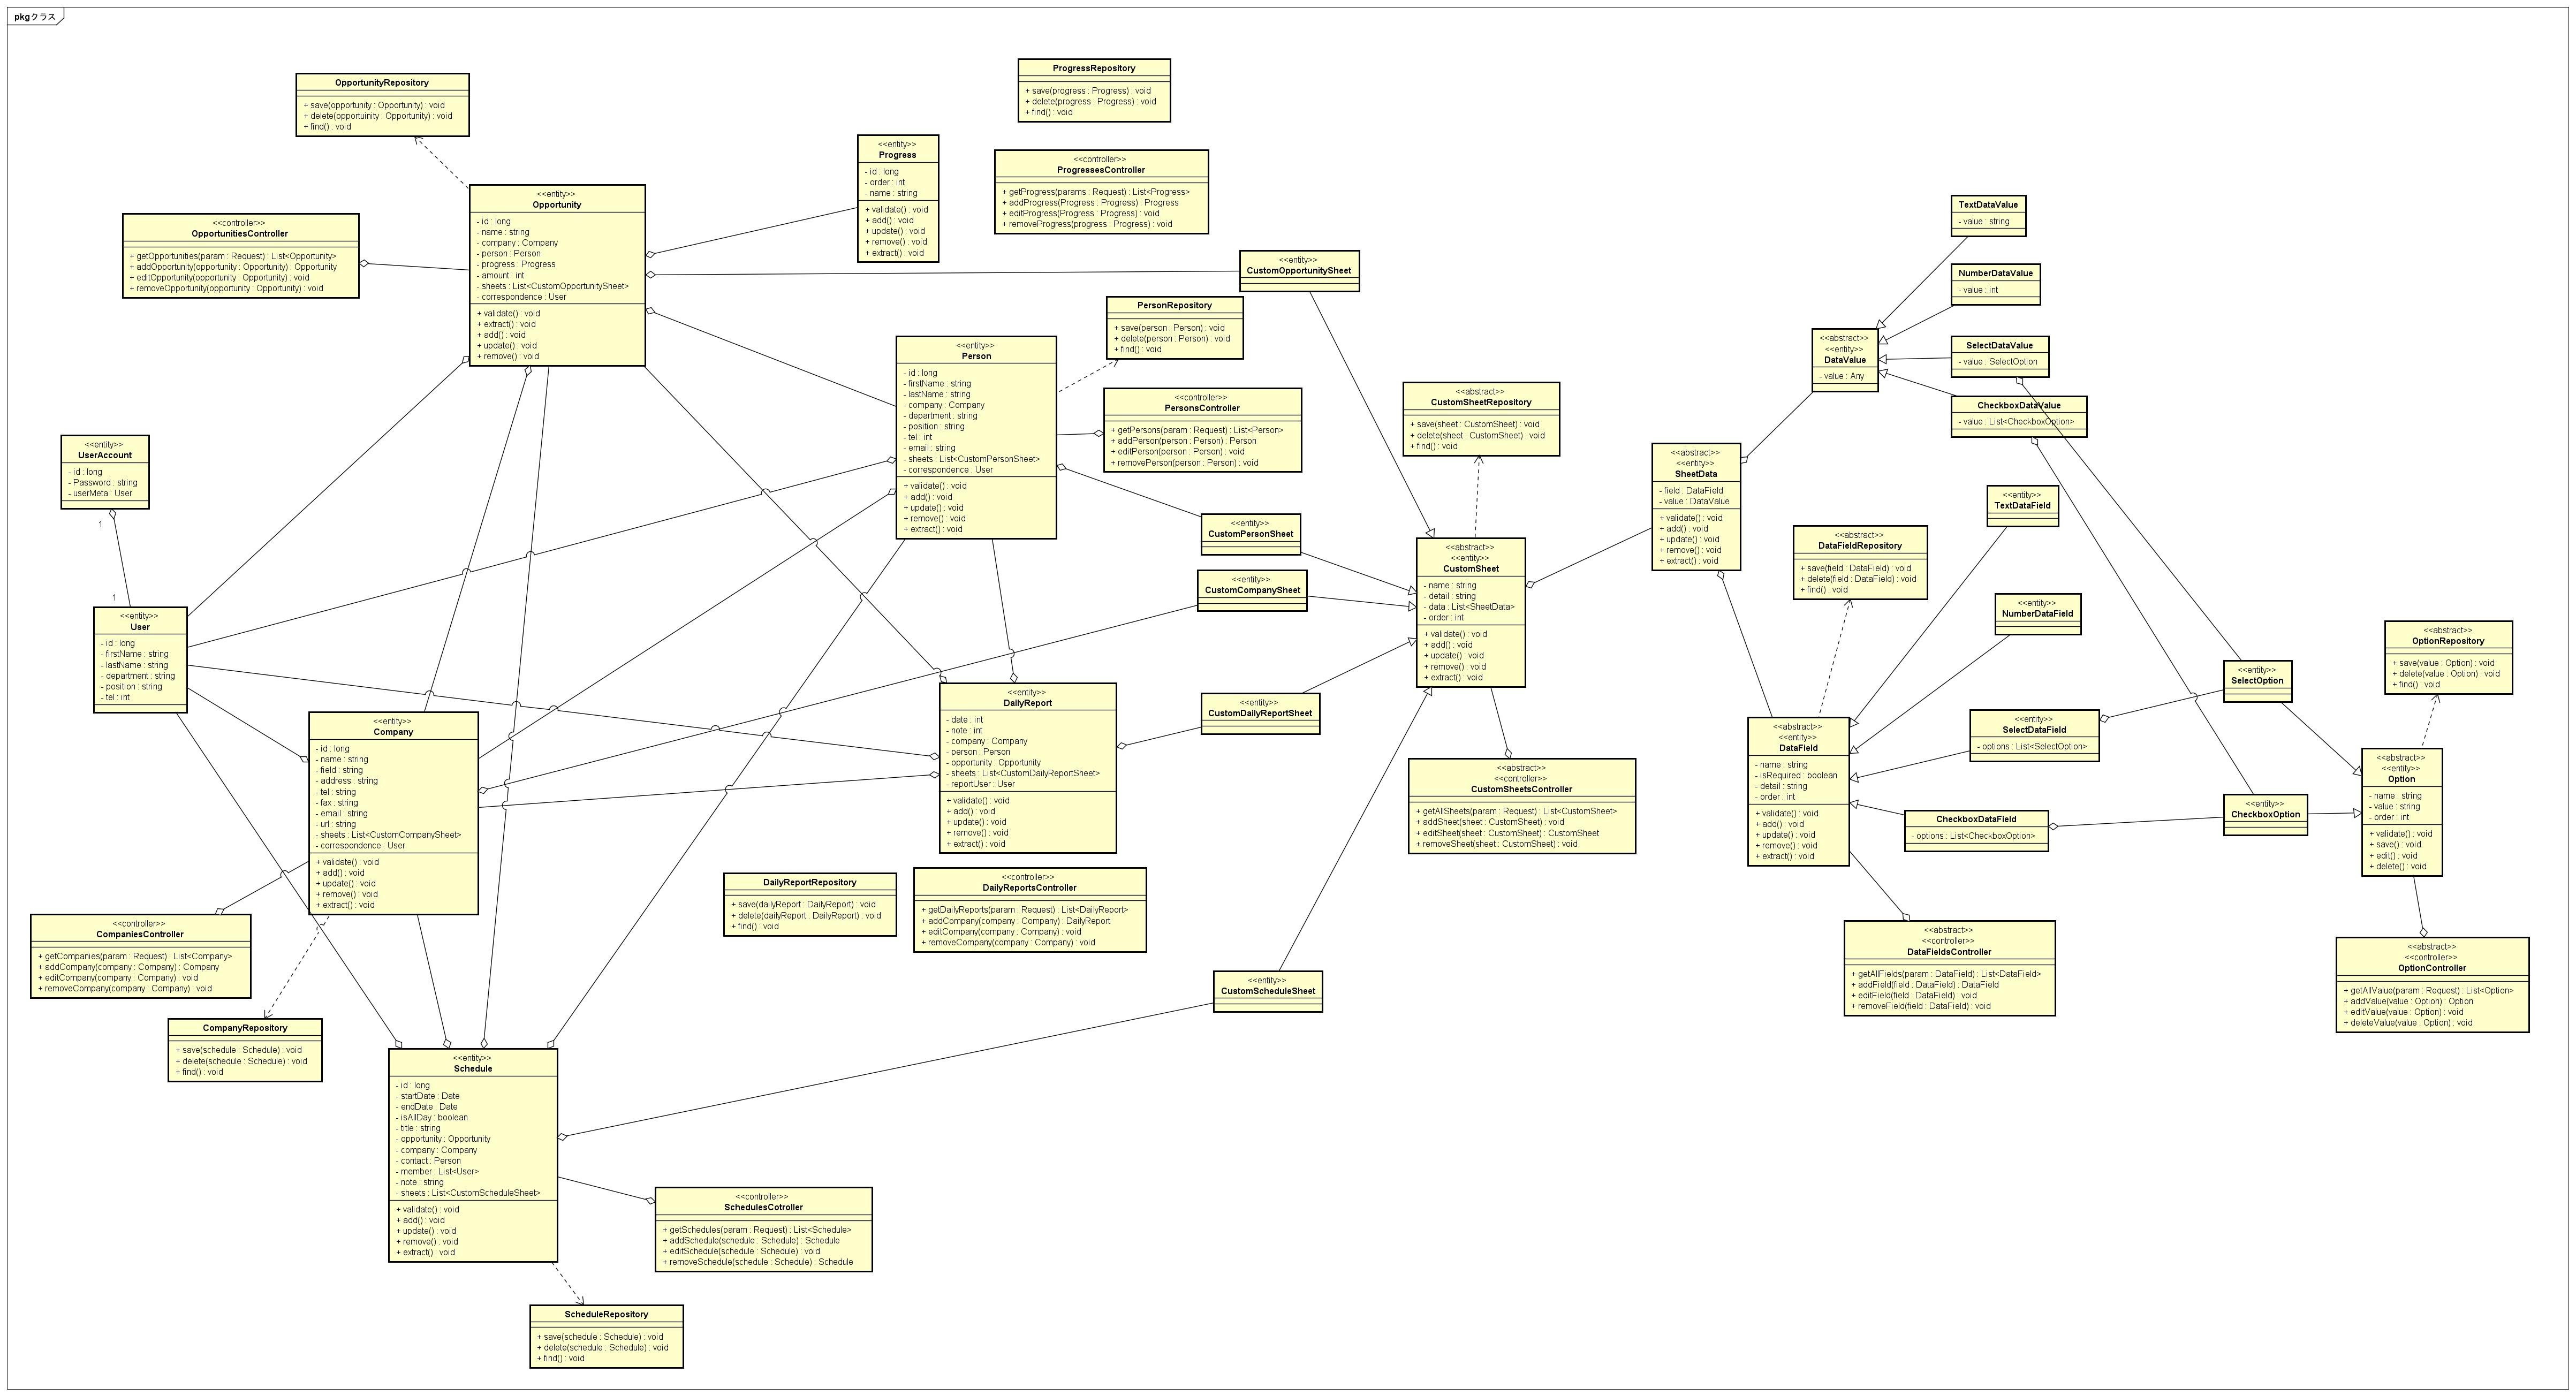 pkgクラス
OpportunityRepository
+ save(opportunity : Opportunity) : void
+ delete(opportuinity : Opportunity) : void
+ find() : void
ProgressRepository
+ save(progress : Progress) : void
+ delete(progress : Progress) : void
+ find() : void
<<entity>>
Progress
- id : long
- order : int
- name : string
+ validate() : void
+ add() : void
+ update() : void
+ remove() : void
+ extract() : void
<<controller>>
ProgressesController
+ getProgress(params : Request) : List<Progress>
+ addProgress(Progress : Progress) : Progress
+ editProgress(Progress : Progress) : void
+ removeProgress(progress : Progress) : void
<<entity>>
Opportunity
- id : long
- name : string
- company : Company
- person : Person
- progress : Progress
- amount : int
- sheets : List<CustomOpportunitySheet>
- correspondence : User
+ validate() : void
+ extract() : void
+ add() : void
+ update() : void
+ remove() : void
<<controller>>
OpportunitiesController
+ getOpportunities(param : Request) : List<Opportunity>
+ addOpportunity(opportunity : Opportunity) : Opportunity
+ editOpportunity(opportunity : Opportunity) : void
+ removeOpportunity(opportunity : Opportunity) : void
<<entity>>
CustomOpportunitySheet
PersonRepository
+ save(person : Person) : void
+ delete(person : Person) : void
+ find() : void
<<entity>>
Person
- id : long
- firstName : string
- lastName : string
- company : Company
- department : string
- position : string
- tel : int
- email : string
- sheets : List<CustomPersonSheet>
- correspondence : User
+ validate() : void
+ add() : void
+ update() : void
+ remove() : void
+ extract() : void
<<controller>>
PersonsController
+ getPersons(param : Request) : List<Person>
+ addPerson(person : Person) : Person
+ editPerson(person : Person) : void
+ removePerson(person : Person) : void
<<abstract>>
CustomSheetRepository
+ save(sheet : CustomSheet) : void
+ delete(sheet : CustomSheet) : void
+ find() : void
TextDataValue
- value : string
NumberDataValue
- value : int
<<abstract>>
<<entity>>
DataValue
- value : Any
SelectDataValue
- value : SelectOption
CheckboxDataValue
- value : List<CheckboxOption>
<<abstract>>
<<entity>>
SheetData
- field : DataField
- value : DataValue
+ validate() : void
+ add() : void
+ update() : void
+ remove() : void
+ extract() : void
<<entity>>
TextDataField
<<abstract>>
DataFieldRepository
+ save(field : DataField) : void
+ delete(field : DataField) : void
+ find() : void
<<entity>>
NumberDataField
<<entity>>
UserAccount
- id : long
- Password : string
- userMeta : User
1
1
<<entity>>
User
- id : long
- firstName : string
- lastName : string
- department : string
- position : string
- tel : int
<<entity>>
CustomPersonSheet
<<entity>>
CustomCompanySheet
<<abstract>>
<<entity>>
CustomSheet
- name : string
- detail : string
- data : List<SheetData>
- order : int
+ validate() : void
+ add() : void
+ update() : void
+ remove() : void
+ extract() : void
<<abstract>>
OptionRepository
+ save(value : Option) : void
+ delete(value : Option) : void
+ find() : void
<<entity>>
SelectOption
<<entity>>
Company
- id : long
- name : string
- field : string
- address : string
- tel : string
- fax : string
- email : string
- url : string
- sheets : List<CustomCompanySheet>
- correspondence : User
+ validate() : void
+ add() : void
+ update() : void
+ remove() : void
+ extract() : void
<<entity>>
DailyReport
- date : int
- note : int
- company : Company
- person : Person
- opportunity : Opportunity
- sheets : List<CustomDailyReportSheet>
- reportUser : User
+ validate() : void
+ add() : void
+ update() : void
+ remove() : void
+ extract() : void
<<entity>>
CustomDailyReportSheet
<<abstract>>
<<controller>>
CustomSheetsController
+ getAllSheets(param : Request) : List<CustomSheet>
+ addSheet(sheet : CustomSheet) : void
+ editSheet(sheet : CustomSheet) : CustomSheet
+ removeSheet(sheet : CustomSheet) : void
<<abstract>>
<<entity>>
DataField
- name : string
- isRequired : boolean
- detail : string
- order : int
+ validate() : void
+ add() : void
+ update() : void
+ remove() : void
+ extract() : void
<<entity>>
SelectDataField
- options : List<SelectOption>
<<entity>>
CheckboxOption
CheckboxDataField
- options : List<CheckboxOption>
<<abstract>>
<<entity>>
Option
- name : string
- value : string
- order : int
+ validate() : void
+ save() : void
+ edit() : void
+ delete() : void
DailyReportRepository
+ save(dailyReport : DailyReport) : void
+ delete(dailyReport : DailyReport) : void
+ find() : void
<<controller>>
DailyReportsController
+ getDailyReports(param : Request) : List<DailyReport>
+ addCompany(company : Company) : DailyReport
+ editCompany(company : Company) : void
+ removeCompany(company : Company) : void
<<controller>>
CompaniesController
+ getCompanies(param : Request) : List<Company>
+ addCompany(company : Company) : Company
+ editCompany(company : Company) : void
+ removeCompany(company : Company) : void
<<abstract>>
<<controller>>
DataFieldsController
+ getAllFields(param : DataField) : List<DataField>
+ addField(field : DataField) : DataField
+ editField(field : DataField) : void
+ removeField(field : DataField) : void
<<abstract>>
<<controller>>
OptionController
+ getAllValue(param : Request) : List<Option>
+ addValue(value : Option) : Option
+ editValue(value : Option) : void
+ deleteValue(value : Option) : void
<<entity>>
CustomScheduleSheet
CompanyRepository
+ save(schedule : Schedule) : void
+ delete(schedule : Schedule) : void
+ find() : void
<<entity>>
Schedule
- id : long
- startDate : Date
- endDate : Date
- isAllDay : boolean
- title : string
- opportunity : Opportunity
- company : Company
- contact : Person
- member : List<User>
- note : string
- sheets : List<CustomScheduleSheet>
+ validate() : void
+ add() : void
+ update() : void
+ remove() : void
+ extract() : void
<<controller>>
SchedulesCotroller
+ getSchedules(param : Request) : List<Schedule>
+ addSchedule(schedule : Schedule) : Schedule
+ editSchedule(schedule : Schedule) : void
+ removeSchedule(schedule : Schedule) : Schedule
ScheduleRepository
+ save(schedule : Schedule) : void
+ delete(schedule : Schedule) : void
+ find() : void